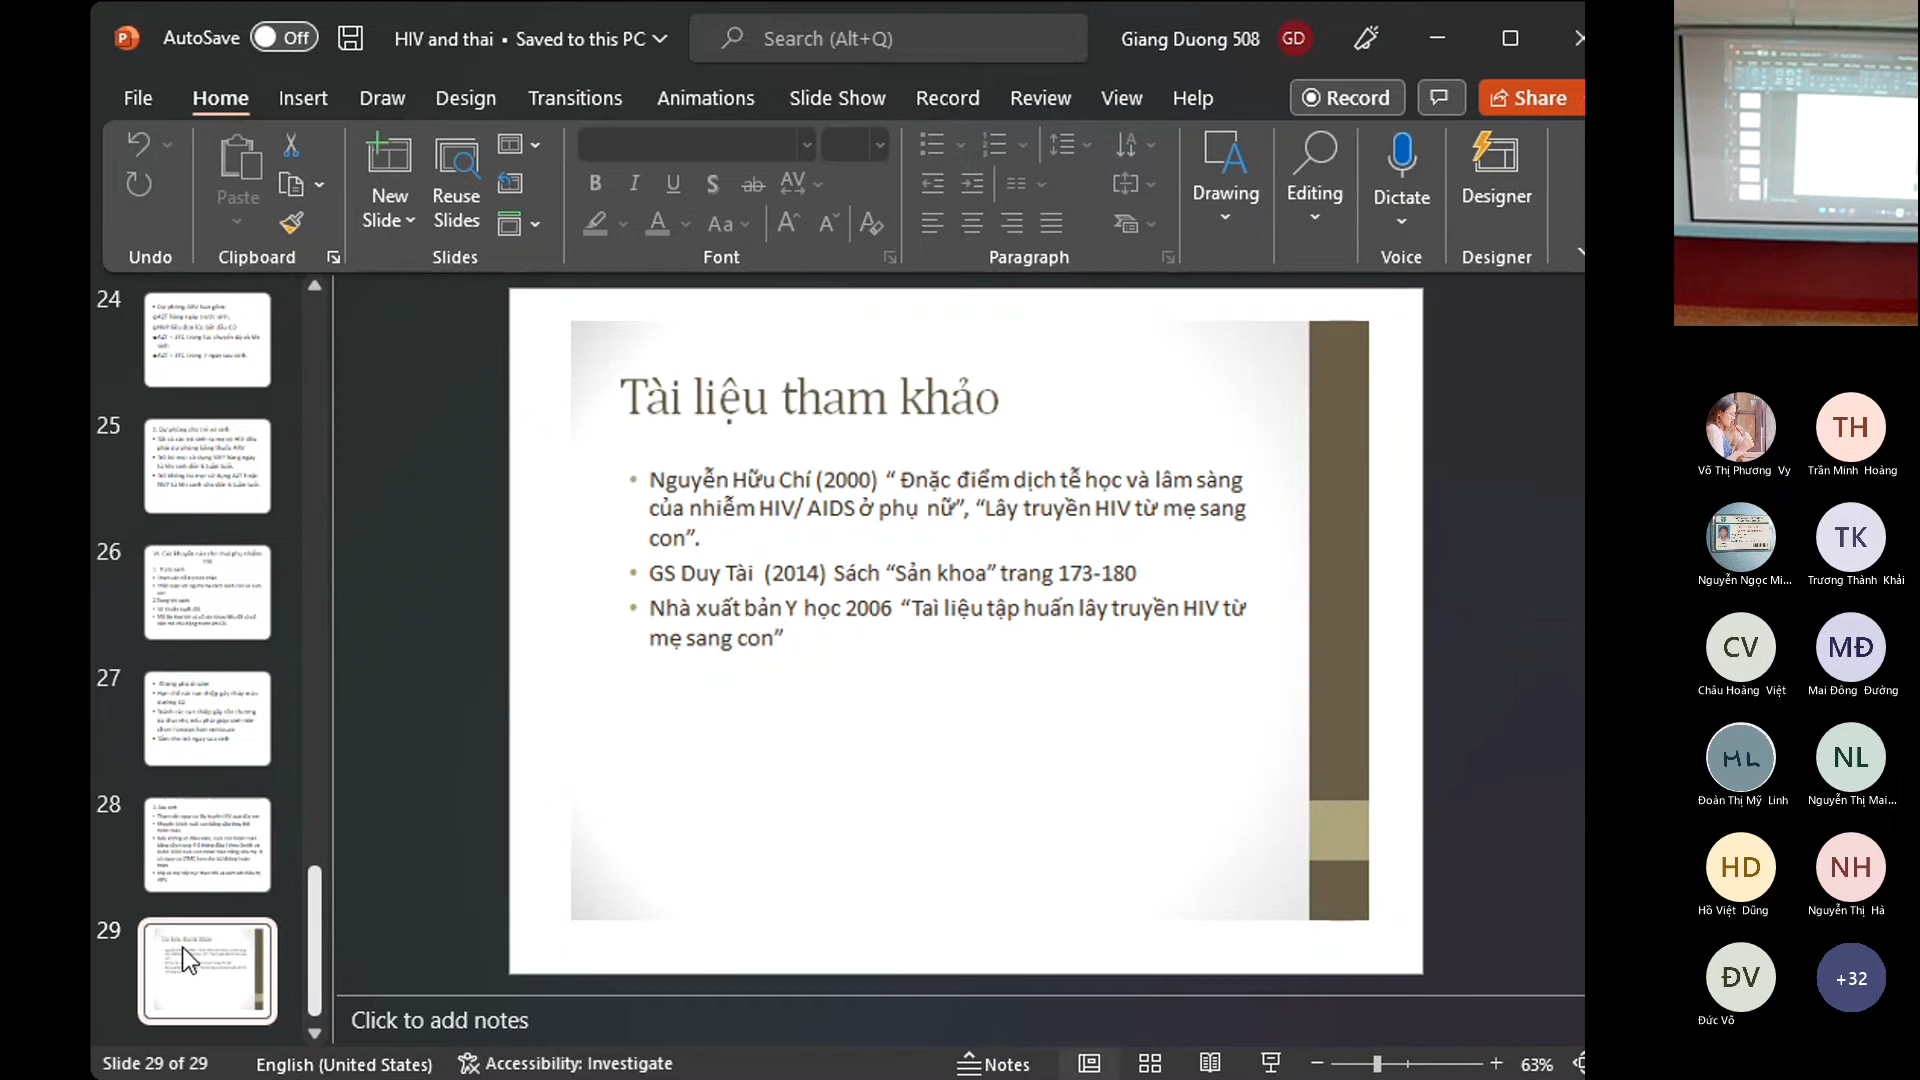 AutoSave Off HIV and thai • Saved to this PC Search (Alt+Q) Giang Duong 508 GD
File Home Insert Draw Design Transitions Animations Slide Show Record Review View Help Record Share
Paste
New Slide
Reuse Slides
Drawing
Editing
Dictate
Designer
Undo Clipboard Slides Font Paragraph Voice Designer
24
25
26
27
28
29
Tài liệu tham khảo
• Nguyễn Hữu Chí (2000) “ Đnặc điểm dịch tễ học và lâm sàng
của nhiễm HIV/ AIDS ở phụ nữ”, “Lây truyền HIV từ mẹ sang
con”.
• GS Duy Tài (2014) Sách “Sản khoa” trang 173-180
• Nhà xuất bản Y học 2006 “Taì liệu tập huấn lây truyền HIV từ
mẹ sang con”
Click to add notes
Slide 29 of 29 English (United States) Accessibility: Investigate Notes 63%
TH
Võ Thị Phương Vy Trần Minh Hoàng
TK
Nguyễn Ngọc Mi... Trương Thành Khải
CV MĐ
Châu Hoàng Việt Mai Đông Đường
ML NL
Đoàn Thị Mỹ Linh Nguyễn Thị Mai...
HD NH
Hồ Việt Dũng Nguyễn Thị Hà
ĐV +32
Đức Võ